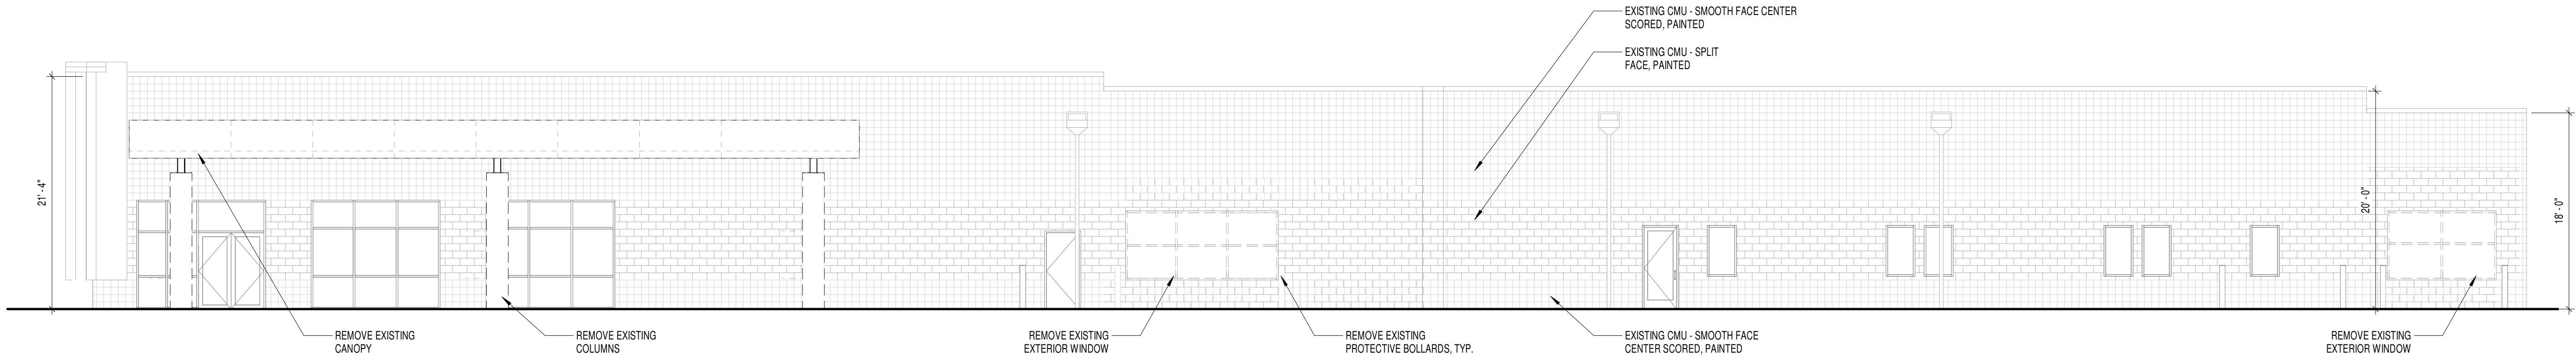 EXISTING CMU - SMOOTH FACE CENTER
SCORED, PAINTED
EXISTING CMU - SPLIT
FACE, PAINTED
21' - 4"
20' - 0"
18' - 0"
REMOVE EXISTING
CANOPY
REMOVE EXISTING
COLUMNS
REMOVE EXISTING
EXTERIOR WINDOW
REMOVE EXISTING
PROTECTIVE BOLLARDS, TYP.
EXISTING CMU - SMOOTH FACE
CENTER SCORED, PAINTED
REMOVE EXISTING
EXTERIOR WINDOW